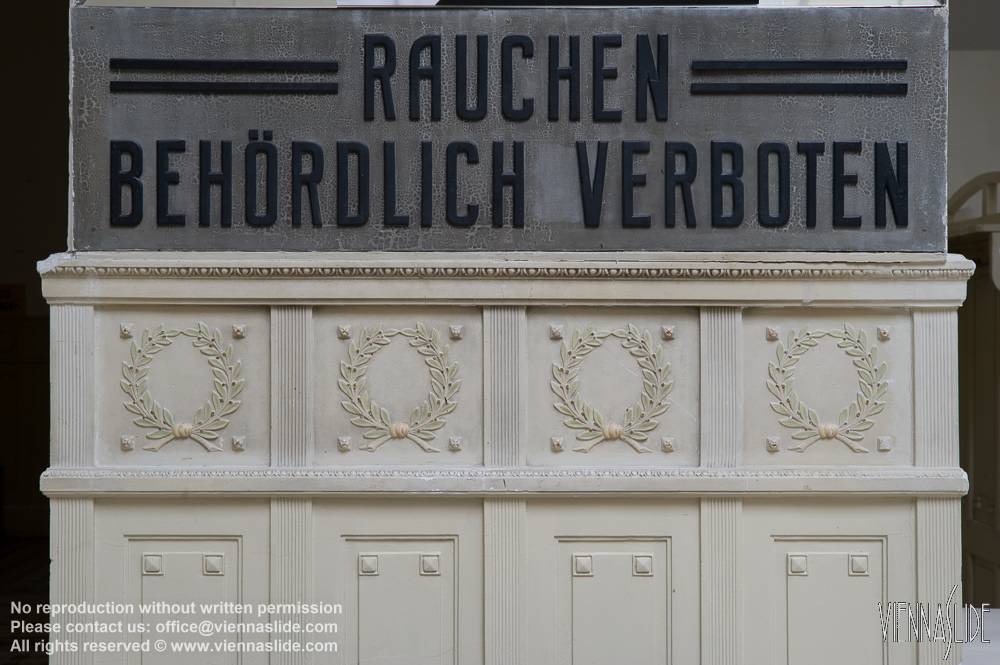 RAUCHEN
BEHÖRDLICH VERBOTEN
No reproduction without written permission
Please contact us: office@viennaslide.com
All rights reserved © www.viennaslide.com
VIENNASLIDE